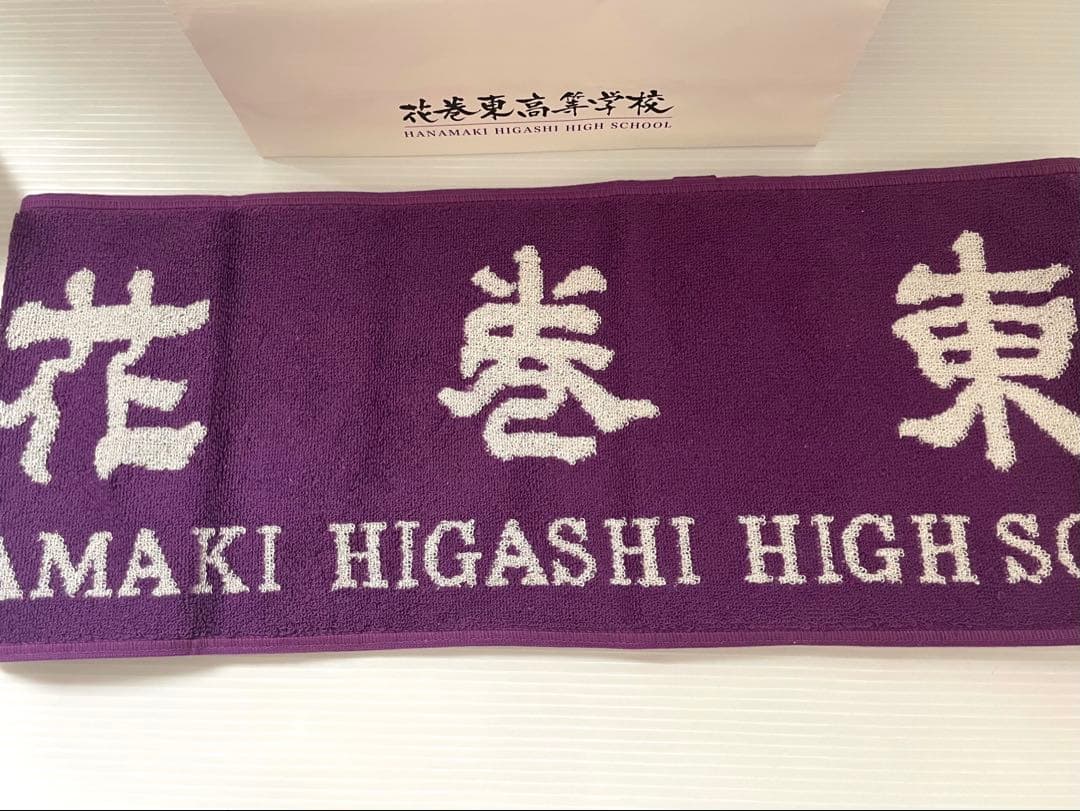 花巻東高等学校
HANAMAKI HIGASHI HIGH SCHOOL
花巻東
AMAKI HIGASHI HIGH SC